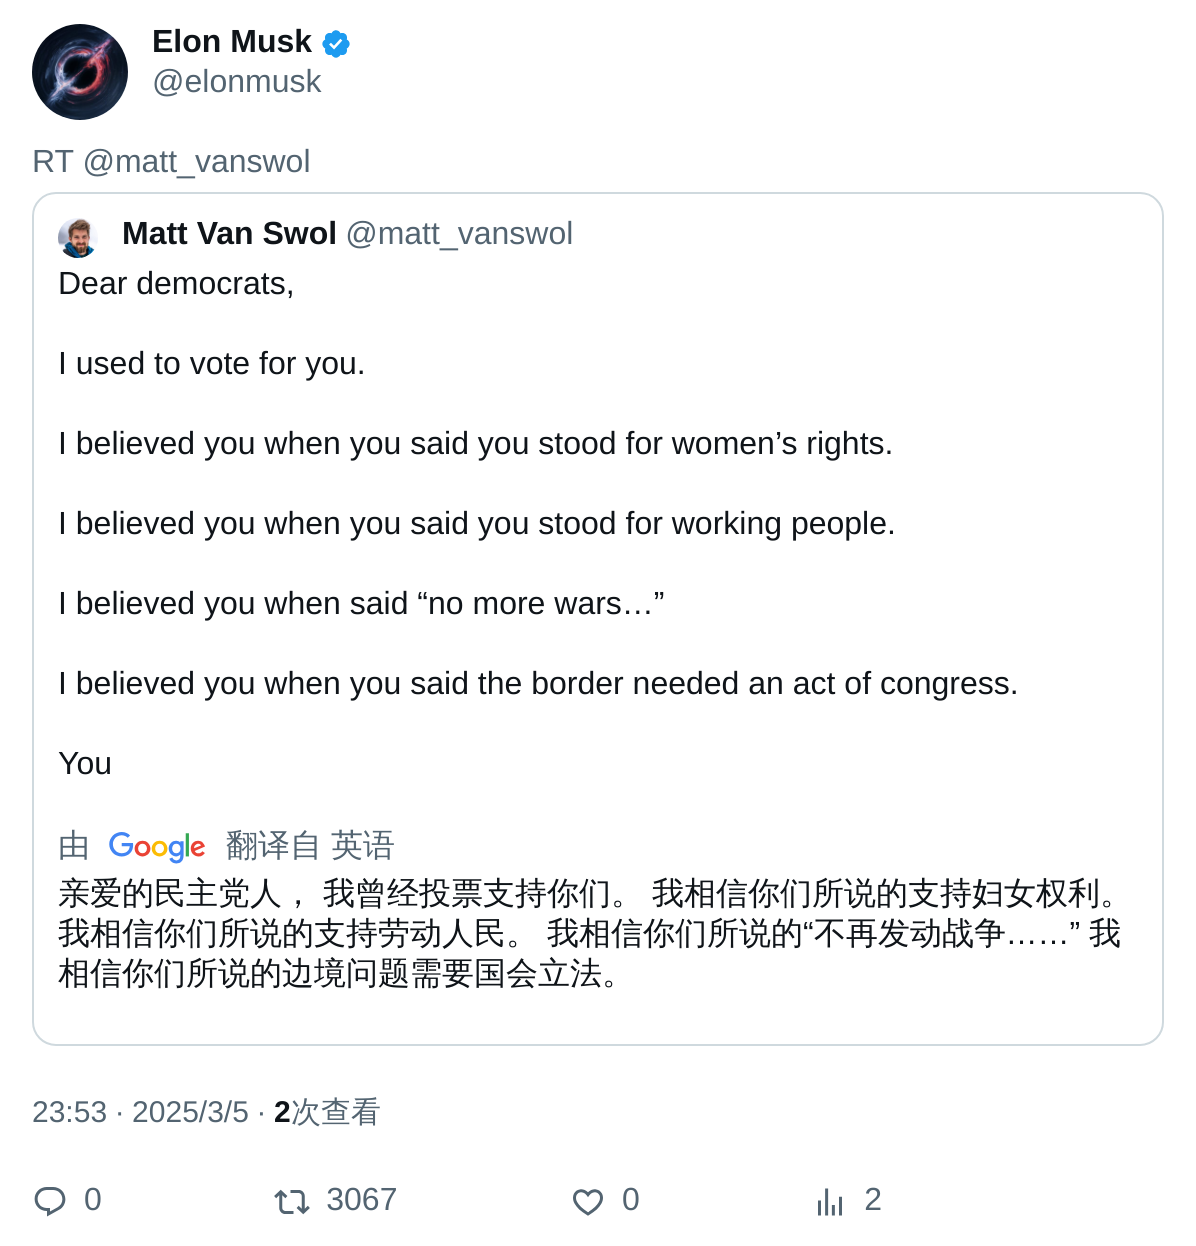 Elon Musk
@elonmusk
RT @matt_vanswol
Matt Van Swol @matt_vanswol
Dear democrats,
I used to vote for you.
I believed you when you said you stood for women’s rights.
I believed you when you said you stood for working people.
I believed you when said “no more wars…”
I believed you when you said the border needed an act of congress.
You
由 Google 翻译自 英语
亲爱的民主党人， 我曾经投票支持你们。 我相信你们所说的支持妇女权利。
我相信你们所说的支持劳动人民。 我相信你们所说的“不再发动战争……” 我
相信你们所说的边境问题需要国会立法。
23:53 · 2025/3/5 · 2次查看
0 3067 0 2